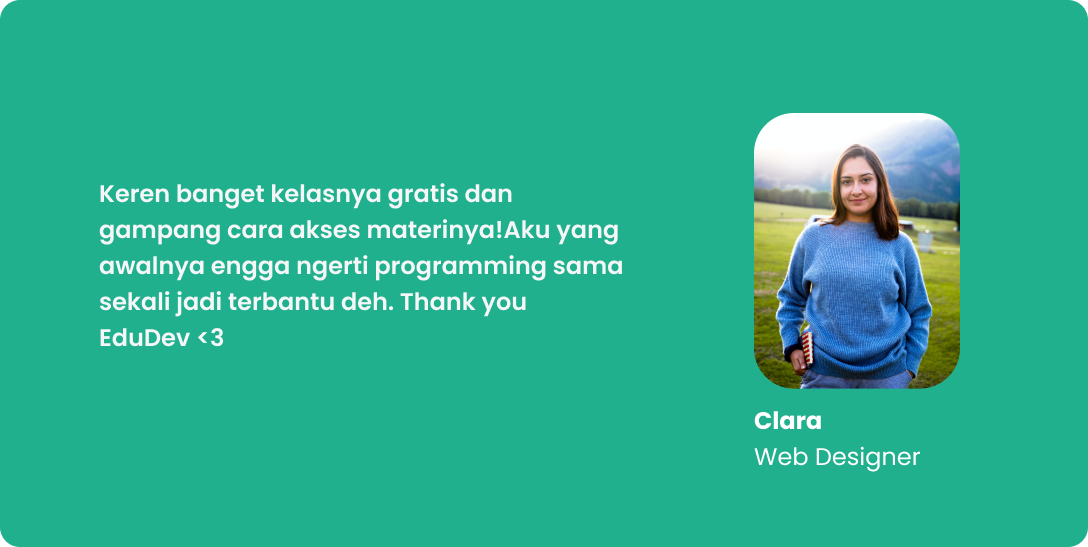 Keren banget kelasnya gratis dan
gampang cara akses materinya!Aku yang
awalnya engga ngerti programming sama
sekali jadi terbantu deh. Thank you
EduDev <3
Clara
Web Designer